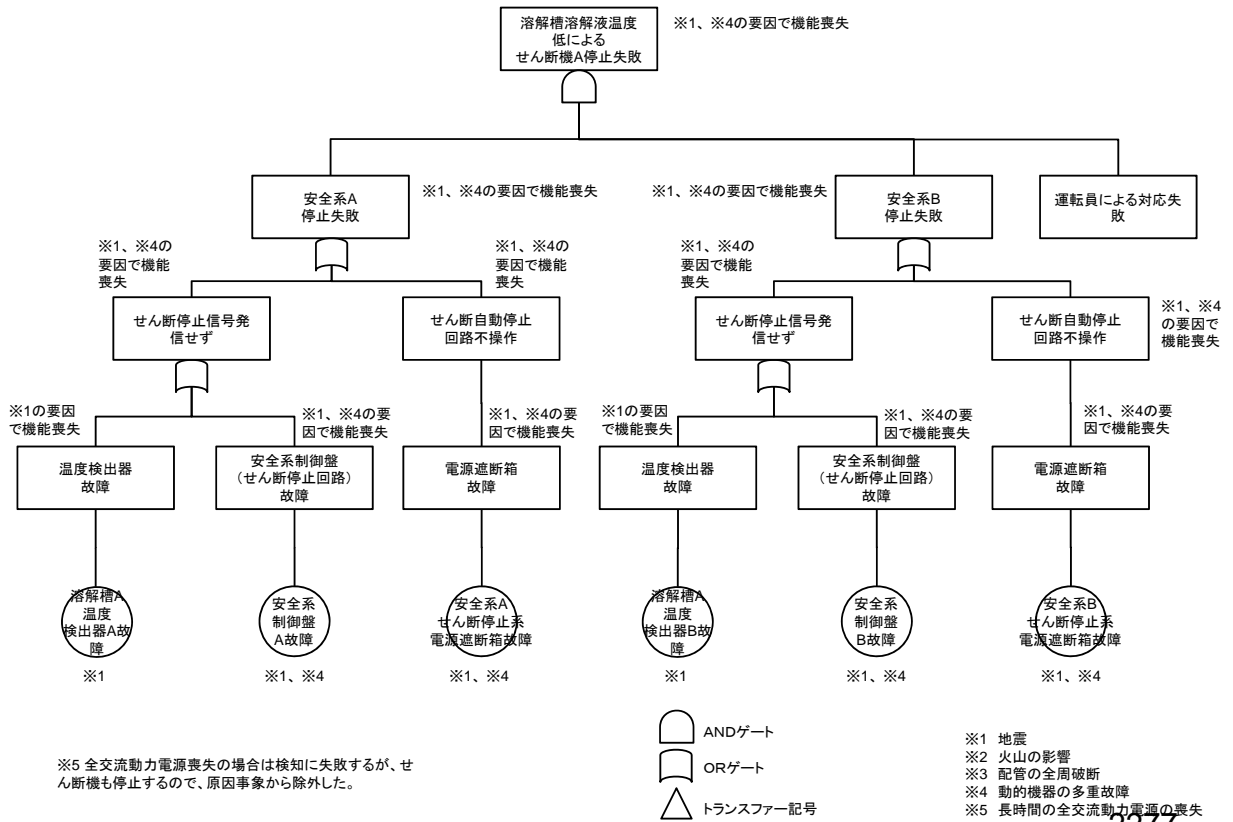 溶解槽溶解液温度
低による
せん断機A停止失敗
※1、※4の要因で機能喪失
安全系A
停止失敗
※1、※4の要因で機能喪失
※1、※4の要因で機能喪失
安全系B
停止失敗
運転員による対応失
敗
※1、※4の
要因で機能
喪失
※1、※4の
要因で機能
喪失
※1、※4の
要因で機能
喪失
せん断停止信号発
信せず
せん断自動停止
回路不操作
せん断停止信号発
信せず
せん断自動停止
回路不操作
※1、※4
の要因で
機能喪失
※1の要因
で機能喪失
※1、※4の要
因で機能喪失
※1、※4の要
因で機能喪失
※1の要因
で機能喪失
※1、※4の要
因で機能喪失
※1、※4の要
因で機能喪失
温度検出器
故障
安全系制御盤
(せん断停止回路)
故障
電源遮断箱
故障
温度検出器
故障
安全系制御盤
(せん断停止回路)
故障
電源遮断箱
故障
溶解槽A
温度
検出器A故
障
安全系
制御盤
A故障
安全系A
せん断停止系
電源遮断箱故障
溶解槽A
温度
検出器B故
障
安全系
制御盤
B故障
安全系B
せん断停止系
電源遮断箱故障
※1
※1、※4
※1、※4
※1
※1、※4
※1、※4
※5 全交流動力電源喪失の場合は検知に失敗するが、せ
ん断機も停止するので、原因事象から除外した。
ANDゲート
ORゲート
トランスファー記号
※1 地震
※2 火山の影響
※3 配管の全周破断
※4 動的機器の多重故障
※5 長時間の全交流動力電源の喪失
2277